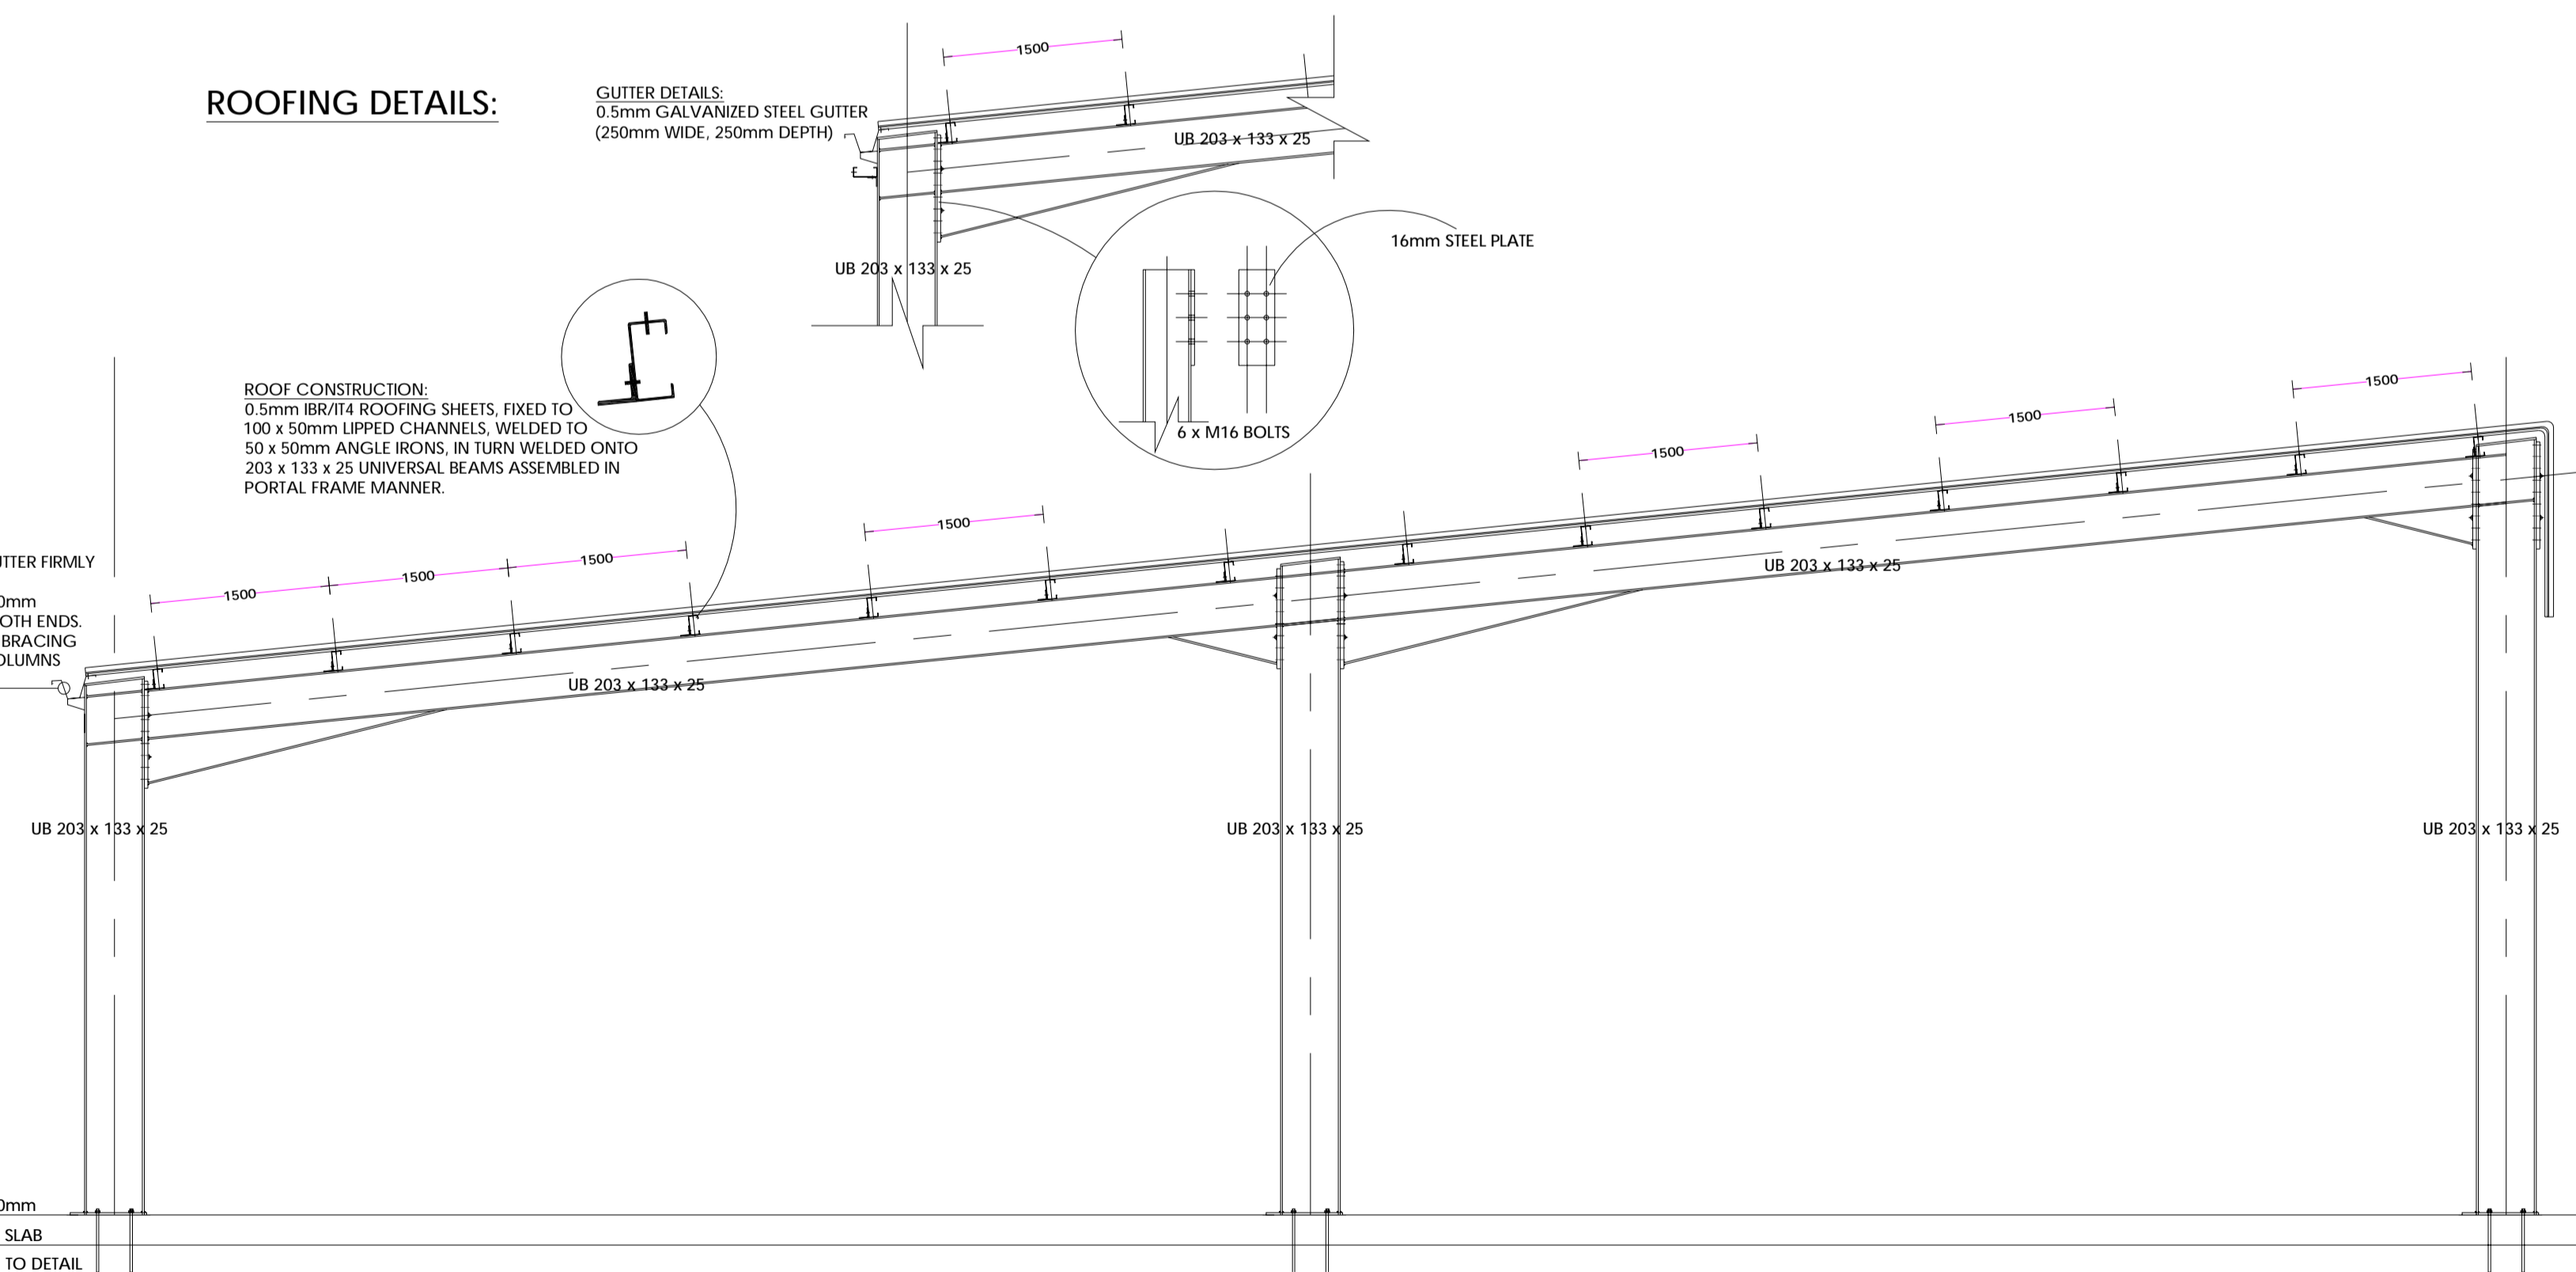 1500
ROOFING DETAILS:
GUTTER DETAILS:
0.5mm GALVANIZED STEEL GUTTER
(250mm WIDE, 250mm DEPTH)
UB 203 x 133 x 25
16mm STEEL PLATE
UB 203 x 133 x 25
6 x M16 BOLTS
ROOF CONSTRUCTION:
0.5mm IBR/IT4 ROOFING SHEETS, FIXED TO
100 x 50mm LIPPED CHANNELS, WELDED TO
50 x 50mm ANGLE IRONS, IN TURN WELDED ONTO
203 x 133 x 25 UNIVERSAL BEAMS ASSEMBLED IN
PORTAL FRAME MANNER.
1500
1500
1500
1500
1500
1500
1500
FIRMLY
OTH ENDS.
BRACING
UB 203 x 133 x 25
UB 203 x 133 x 25
UB 203 x 133 x 25
UB 203 x 133 x 25
UB 203 x 133 x 25
0mm
SLAB
TO DETAIL